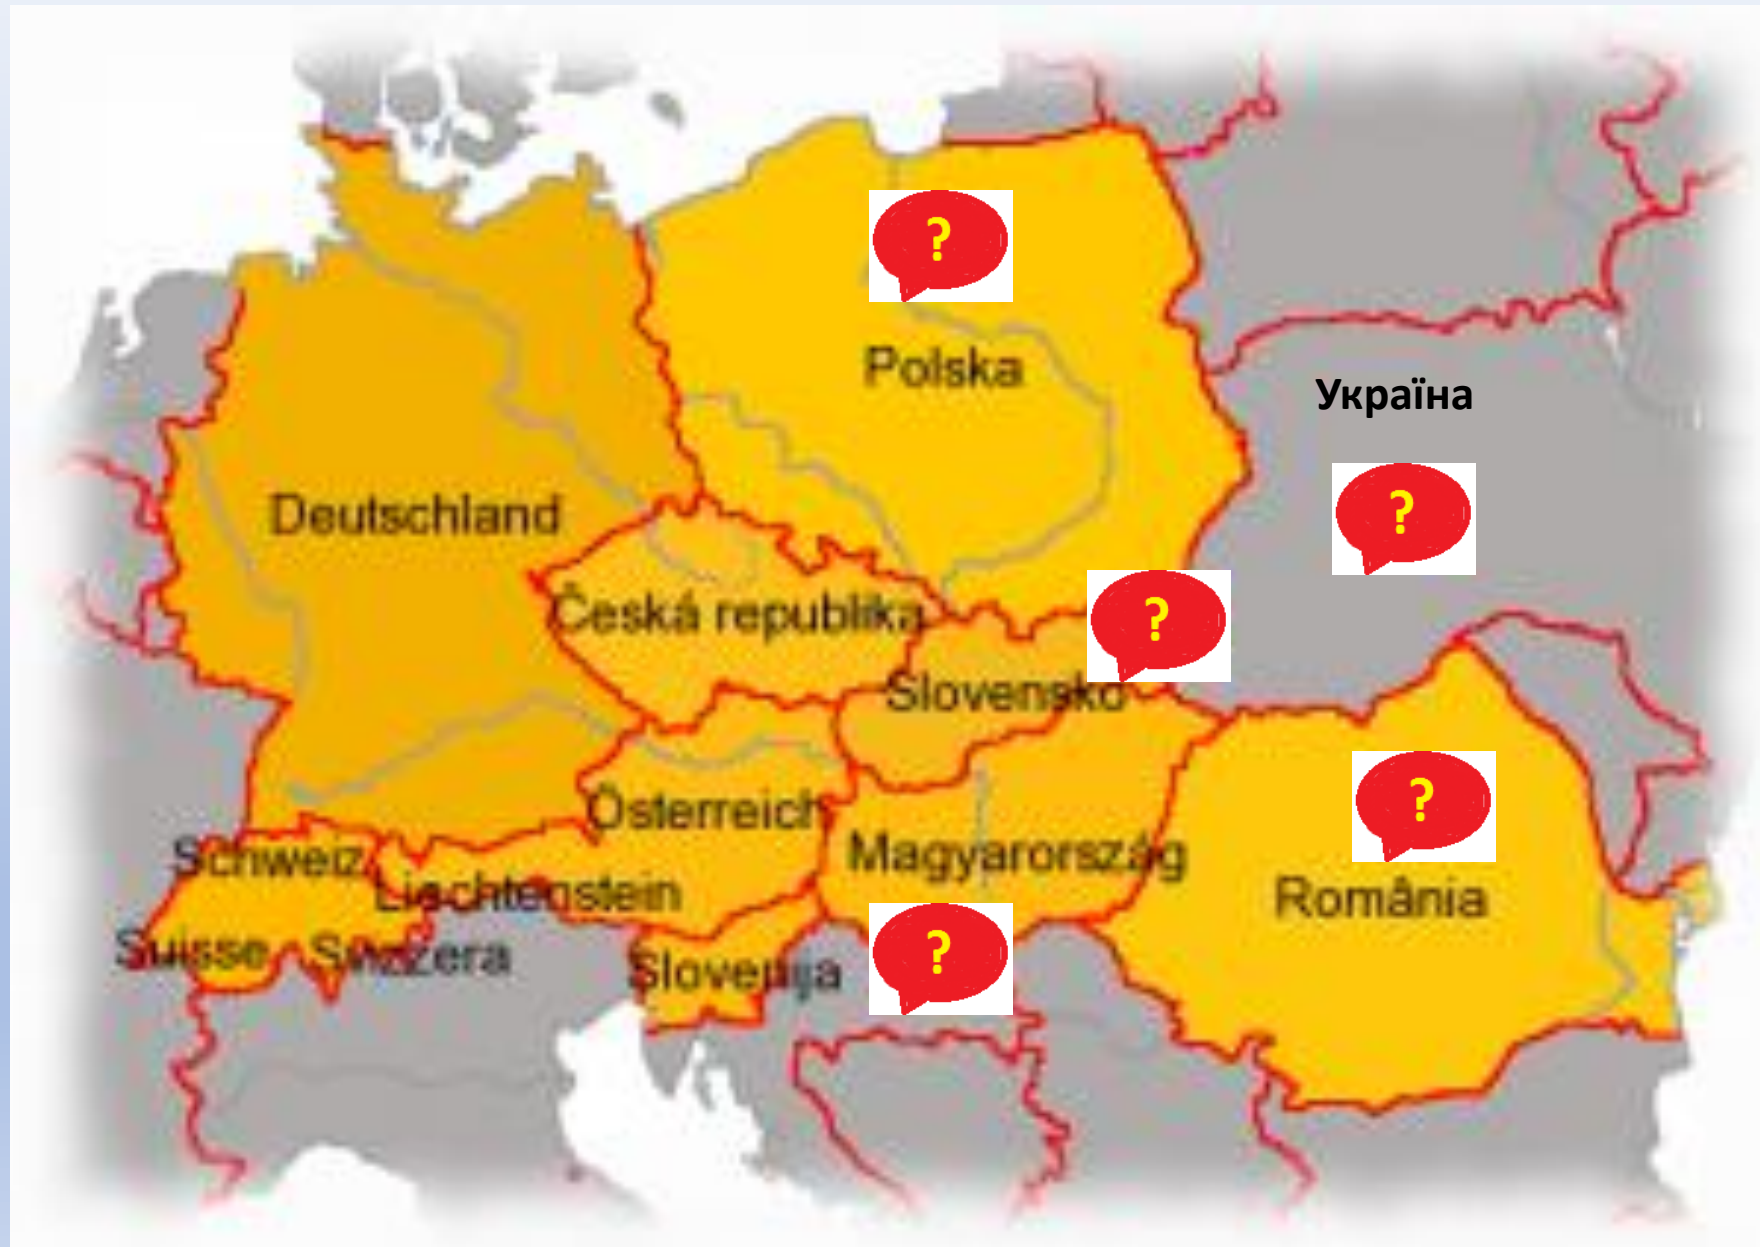 ?
Polska
Україна
?
Deutschland
?
Česká republika
Slovensko
?
Österreich
Schweiz
Magyarország
Liechtenstein
România
?
Suisse
Svizzera
Slovenija